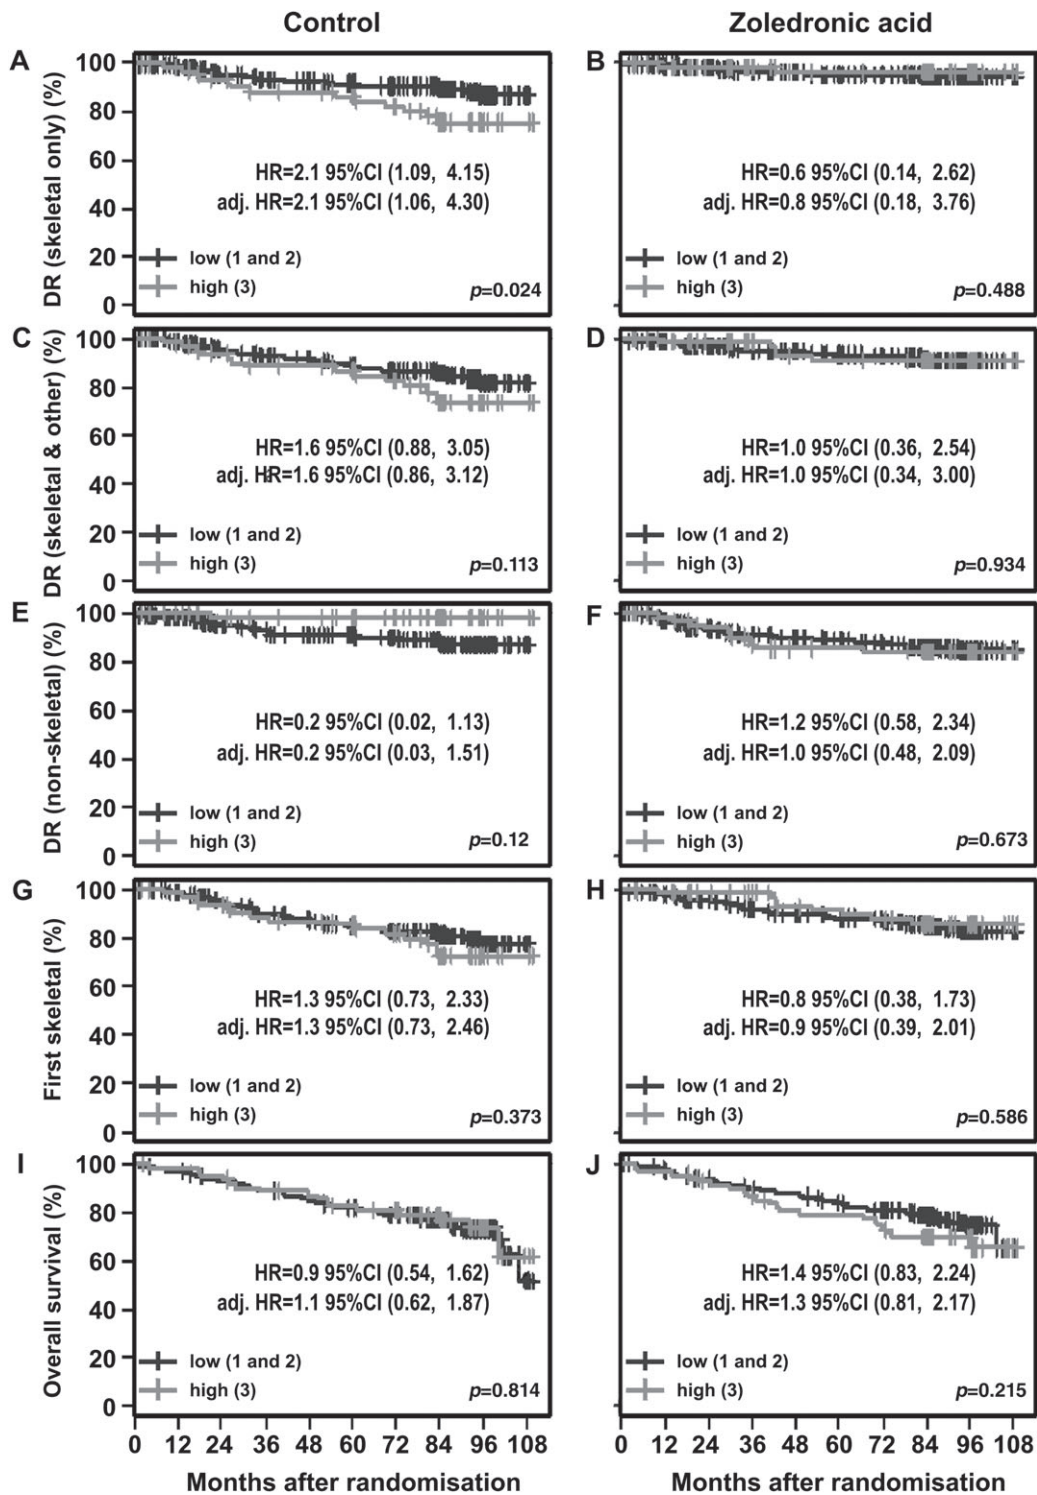 Control
Zoledronic acid
A
DR (skeletal only) (%)
100
80
60
40
20
0
HR=2.1 95%CI (1.09, 4.15)
adj. HR=2.1 95%CI (1.06, 4.30)
low (1 and 2)
high (3)
p=0.024
B
HR=0.6 95%CI (0.14, 2.62)
adj. HR=0.8 95%CI (0.18, 3.76)
low (1 and 2)
high (3)
p=0.488
C
DR (skeletal & other) (%)
100
80
60
40
20
0
HR=1.6 95%CI (0.88, 3.05)
adj. HR=1.6 95%CI (0.86, 3.12)
low (1 and 2)
high (3)
p=0.113
D
HR=1.0 95%CI (0.36, 2.54)
adj. HR=1.0 95%CI (0.34, 3.00)
low (1 and 2)
high (3)
p=0.934
E
DR (non-skeletal) (%)
100
80
60
40
20
0
HR=0.2 95%CI (0.02, 1.13)
adj. HR=0.2 95%CI (0.03, 1.51)
low (1 and 2)
high (3)
p=0.12
F
HR=1.2 95%CI (0.58, 2.34)
adj. HR=1.0 95%CI (0.48, 2.09)
low (1 and 2)
high (3)
p=0.673
G
First skeletal (%)
100
80
60
40
20
0
HR=1.3 95%CI (0.73, 2.33)
adj. HR=1.3 95%CI (0.73, 2.46)
low (1 and 2)
high (3)
p=0.373
H
HR=0.8 95%CI (0.38, 1.73)
adj. HR=0.9 95%CI (0.39, 2.01)
low (1 and 2)
high (3)
p=0.586
I
Overall survival (%)
100
80
60
40
20
0
HR=0.9 95%CI (0.54, 1.62)
adj. HR=1.1 95%CI (0.62, 1.87)
low (1 and 2)
high (3)
p=0.814
J
HR=1.4 95%CI (0.83, 2.24)
adj. HR=1.3 95%CI (0.81, 2.17)
low (1 and 2)
high (3)
p=0.215
0 12 24 36 48 60 72 84 96 108
Months after randomisation
0 12 24 36 48 60 72 84 96 108
Months after randomisation